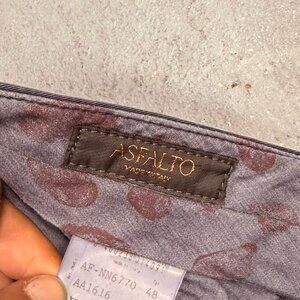 ASFALTO
MADE IN ITALY
AF-NN6770 48
AA1616